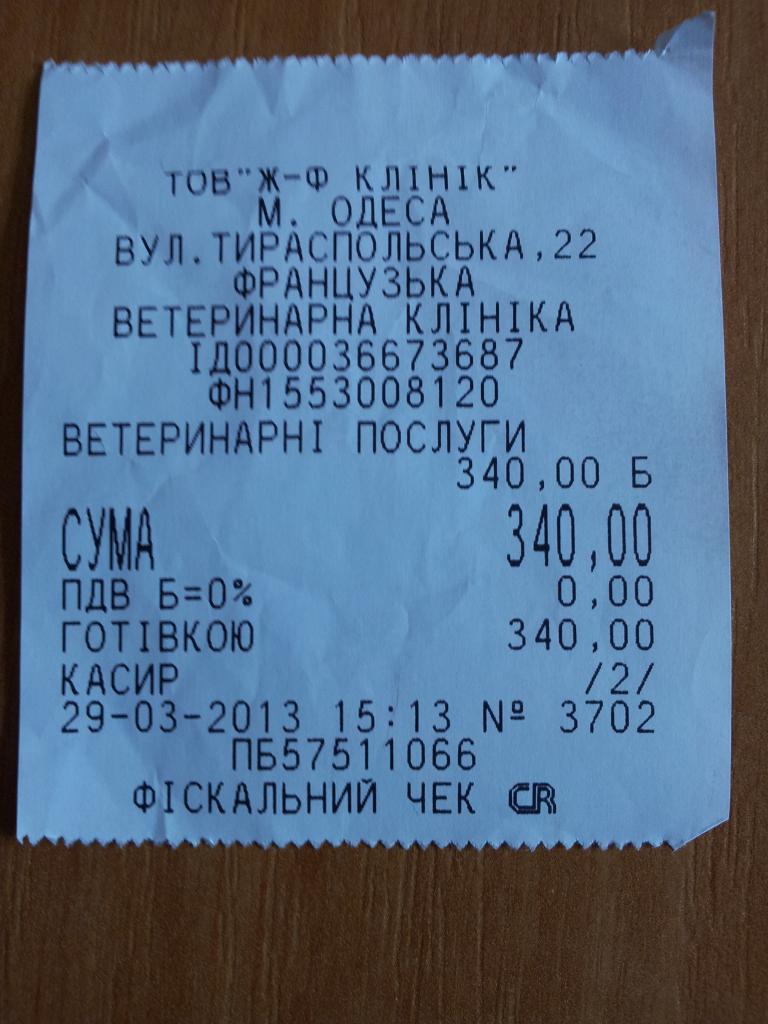 ТОВ"Ж-Ф КЛІНІК"
М. ОДЕСА
ВУЛ.ТИРАСПОЛЬСЬКА,22
ФРАНЦУЗЬКА
ВЕТЕРИНАРНА КЛІНІКА
ІД000036673687
ФН1553008120
ВЕТЕРИНАРНІ ПОСЛУГИ
340,00 Б
СУМА 340,00
ПДВ Б=0% 0,00
ГОТІВКОЮ 340,00
КАСИР /2/
29-03-2013 15:13 № 3702
ПБ57511066
ФІСКАЛЬНИЙ ЧЕК CR